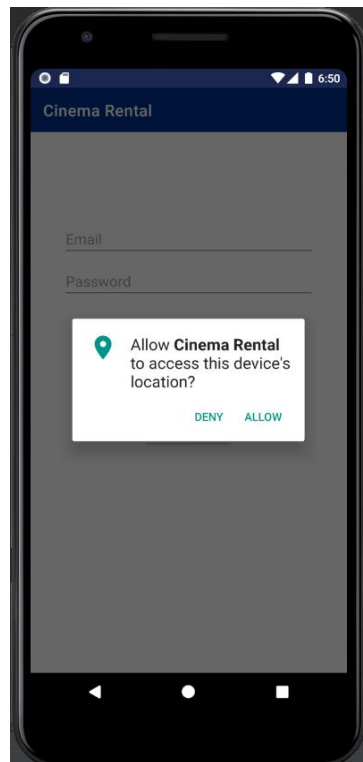 6:50
Cinema Rental
Email
Password
Allow Cinema Rental
to access this device's
location?
DENY ALLOW